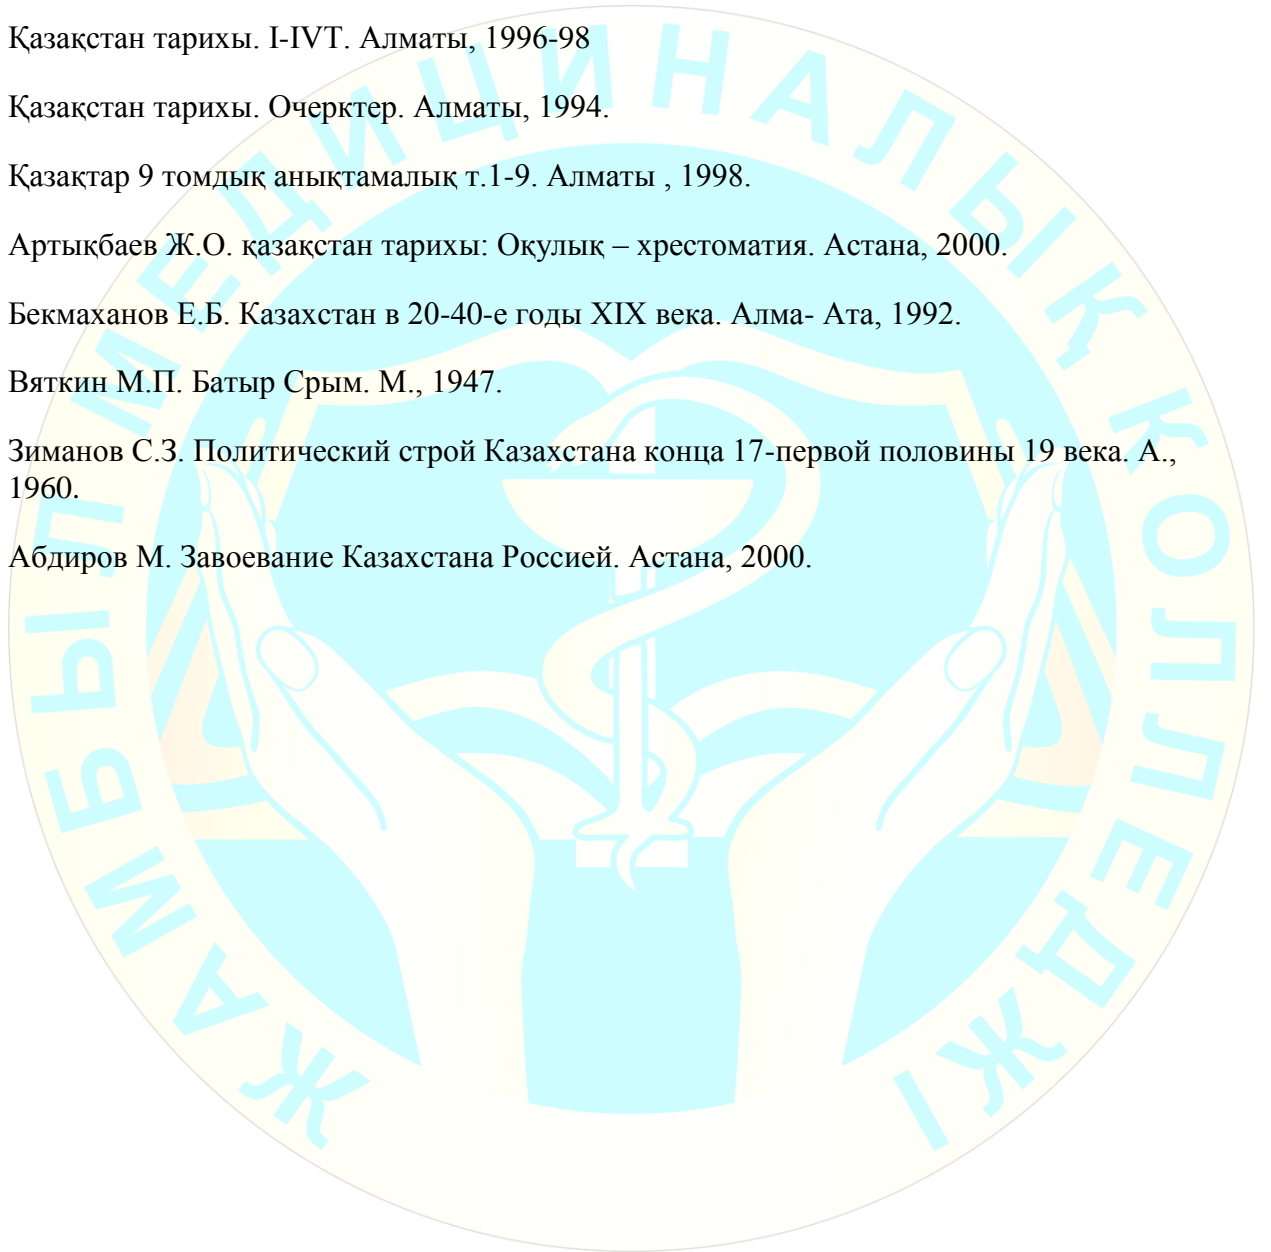 Қазақстан тарихы. I-IVT. Алматы, 1996-98
Қазақстан тарихы. Очерктер. Алматы, 1994.
Қазақтар 9 томдық анықтамалық т.1-9. Алматы , 1998.
Артықбаев Ж.О. қазақстан тарихы: Оқулық – хрестоматия. Астана, 2000.
Бекмаханов Е.Б. Казахстан в 20-40-е годы XIX века. Алма- Ата, 1992.
Вяткин М.П. Батыр Срым. М., 1947.
Зиманов С.З. Политический строй Казахстана конца 17-первой половины 19 века. А.,
1960.
Абдиров М. Завоевание Казахстана Россией. Астана, 2000.
ЖАМБЫЛ МЕДИЦИНАЛЫҚ КОЛЛЕДЖІ